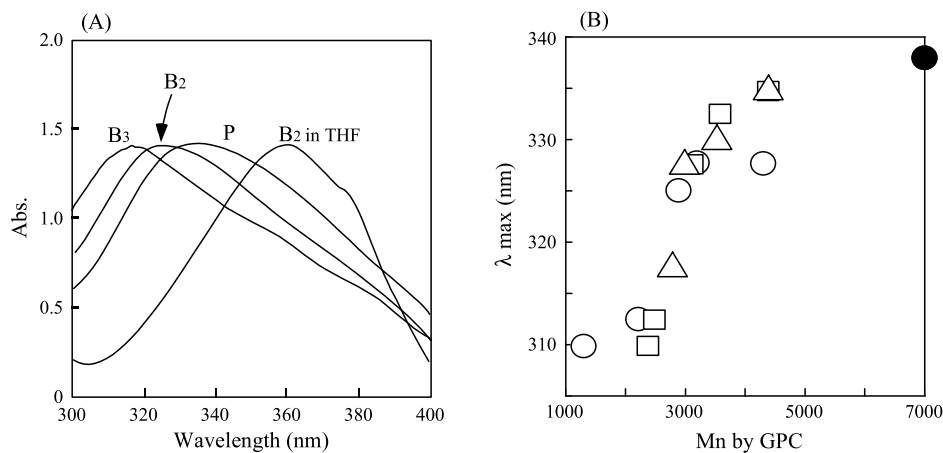 (A)
2.0
1.5
1.0
0.5
0
Abs.
B3
B2
P
B2 in THF
300 320 340 360 380 400
Wavelength (nm)
(B)
340
330
320
310
λ max (nm)
1000 3000 5000 7000
Mn by GPC